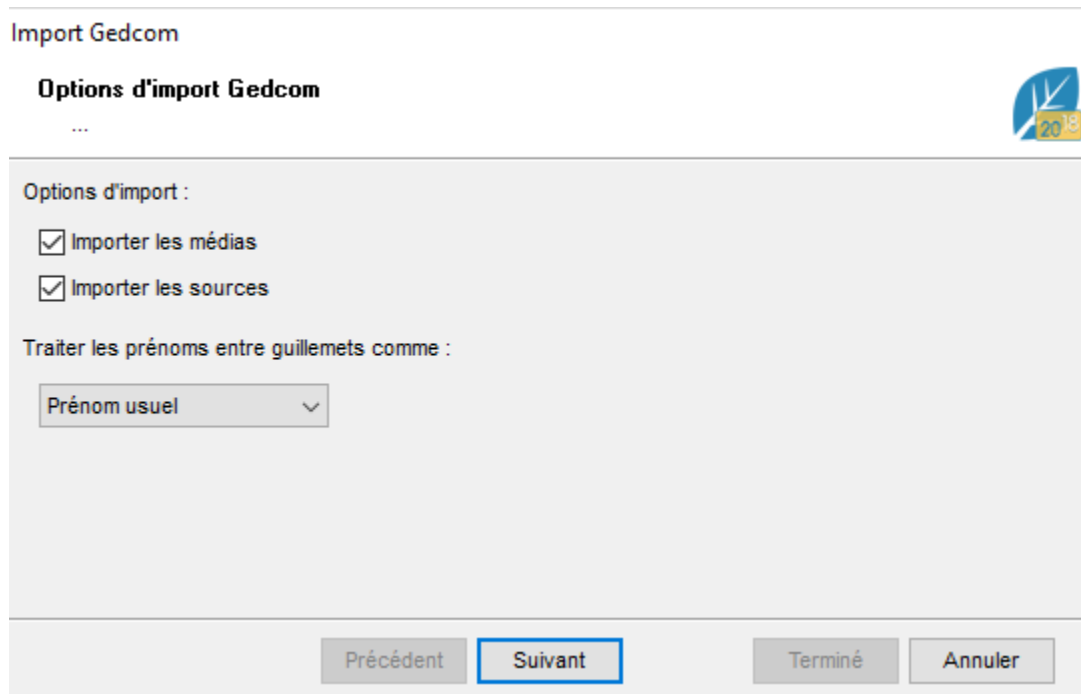 Import Gedcom
Options d'import Gedcom
...
2018
Options d'import :
Importer les médias
Importer les sources
Traiter les prénoms entre guillemets comme :
Prénom usuel
Précédent Suivant Terminé Annuler